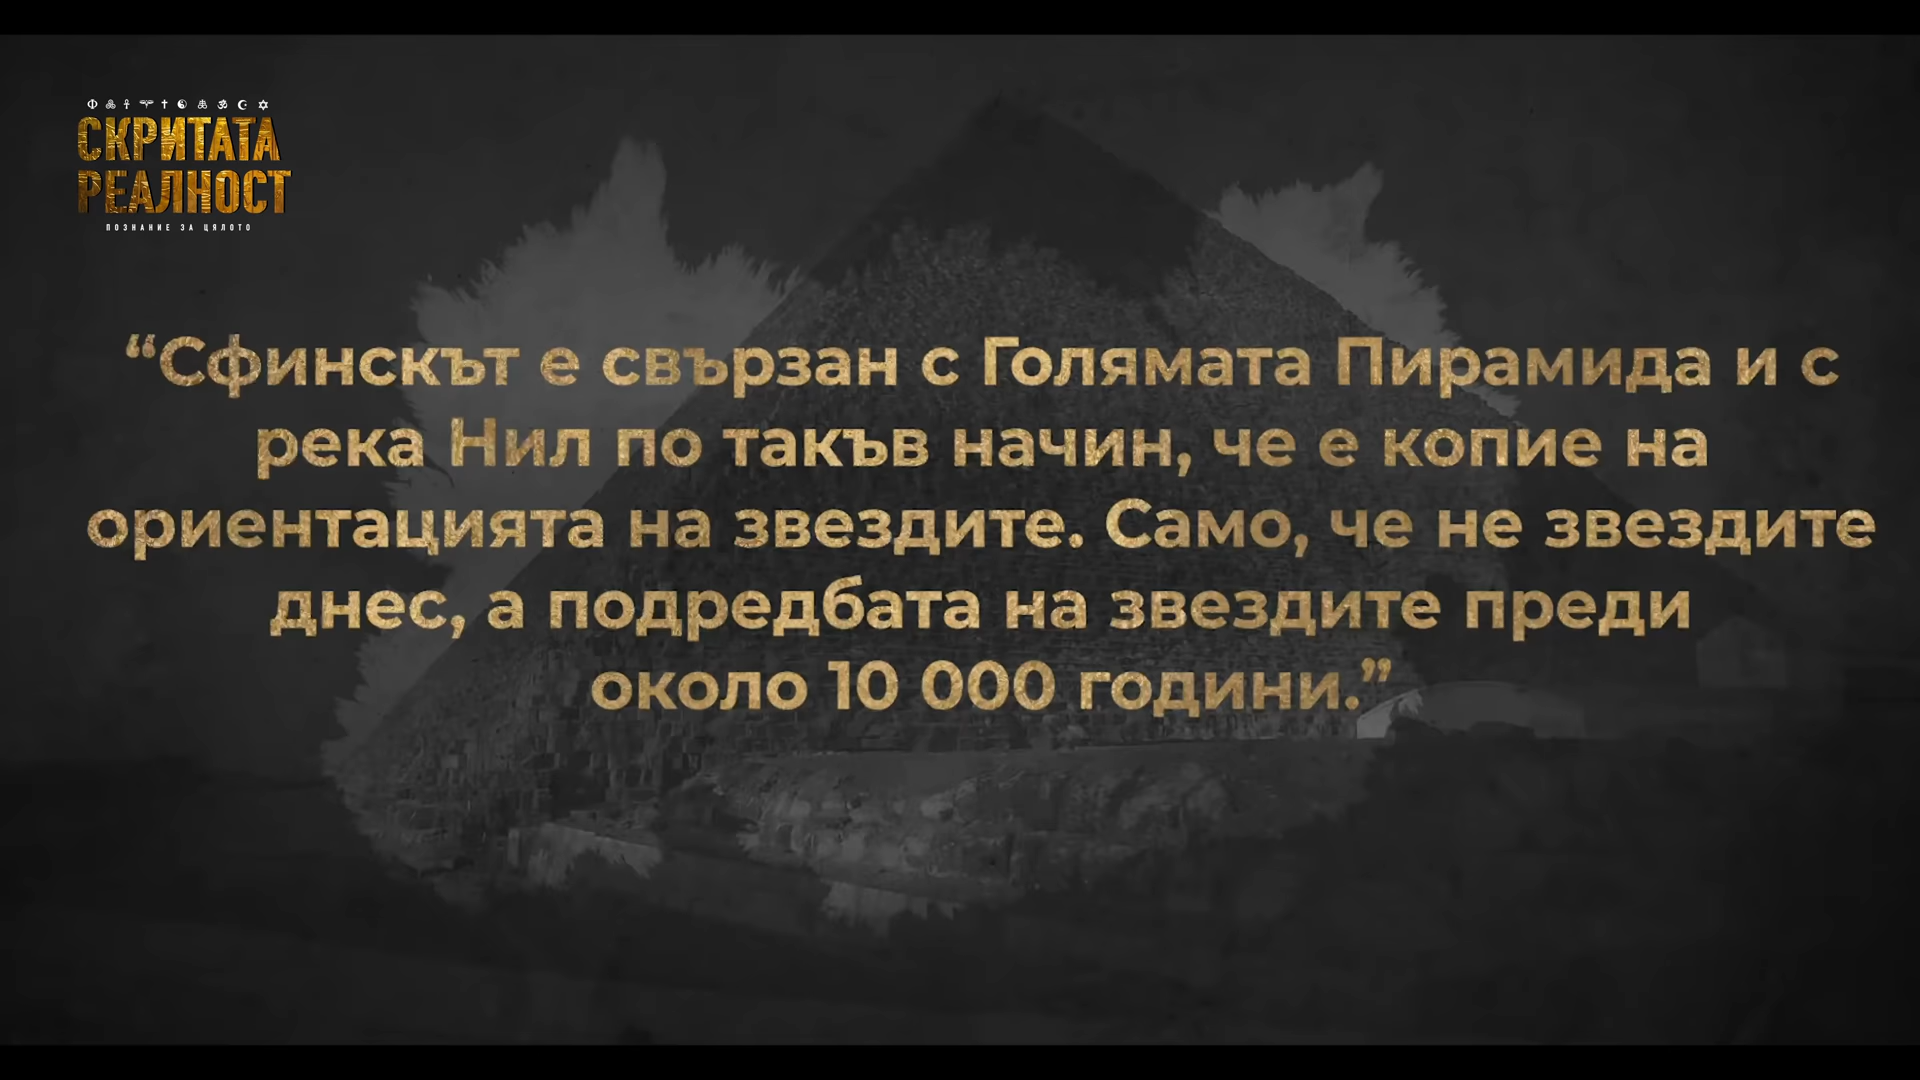 СКРИТАТА
РЕАЛНОСТ
ПОЗНАНИЕ ЗА ЦЯЛОТО
“Сфинскът е свързан с Голямата Пирамида и с
река Нил по такъв начин, че е копие на
ориентацията на звездите. Само, че не звездите
днес, а подредбата на звездите преди
около 10 000 години.”